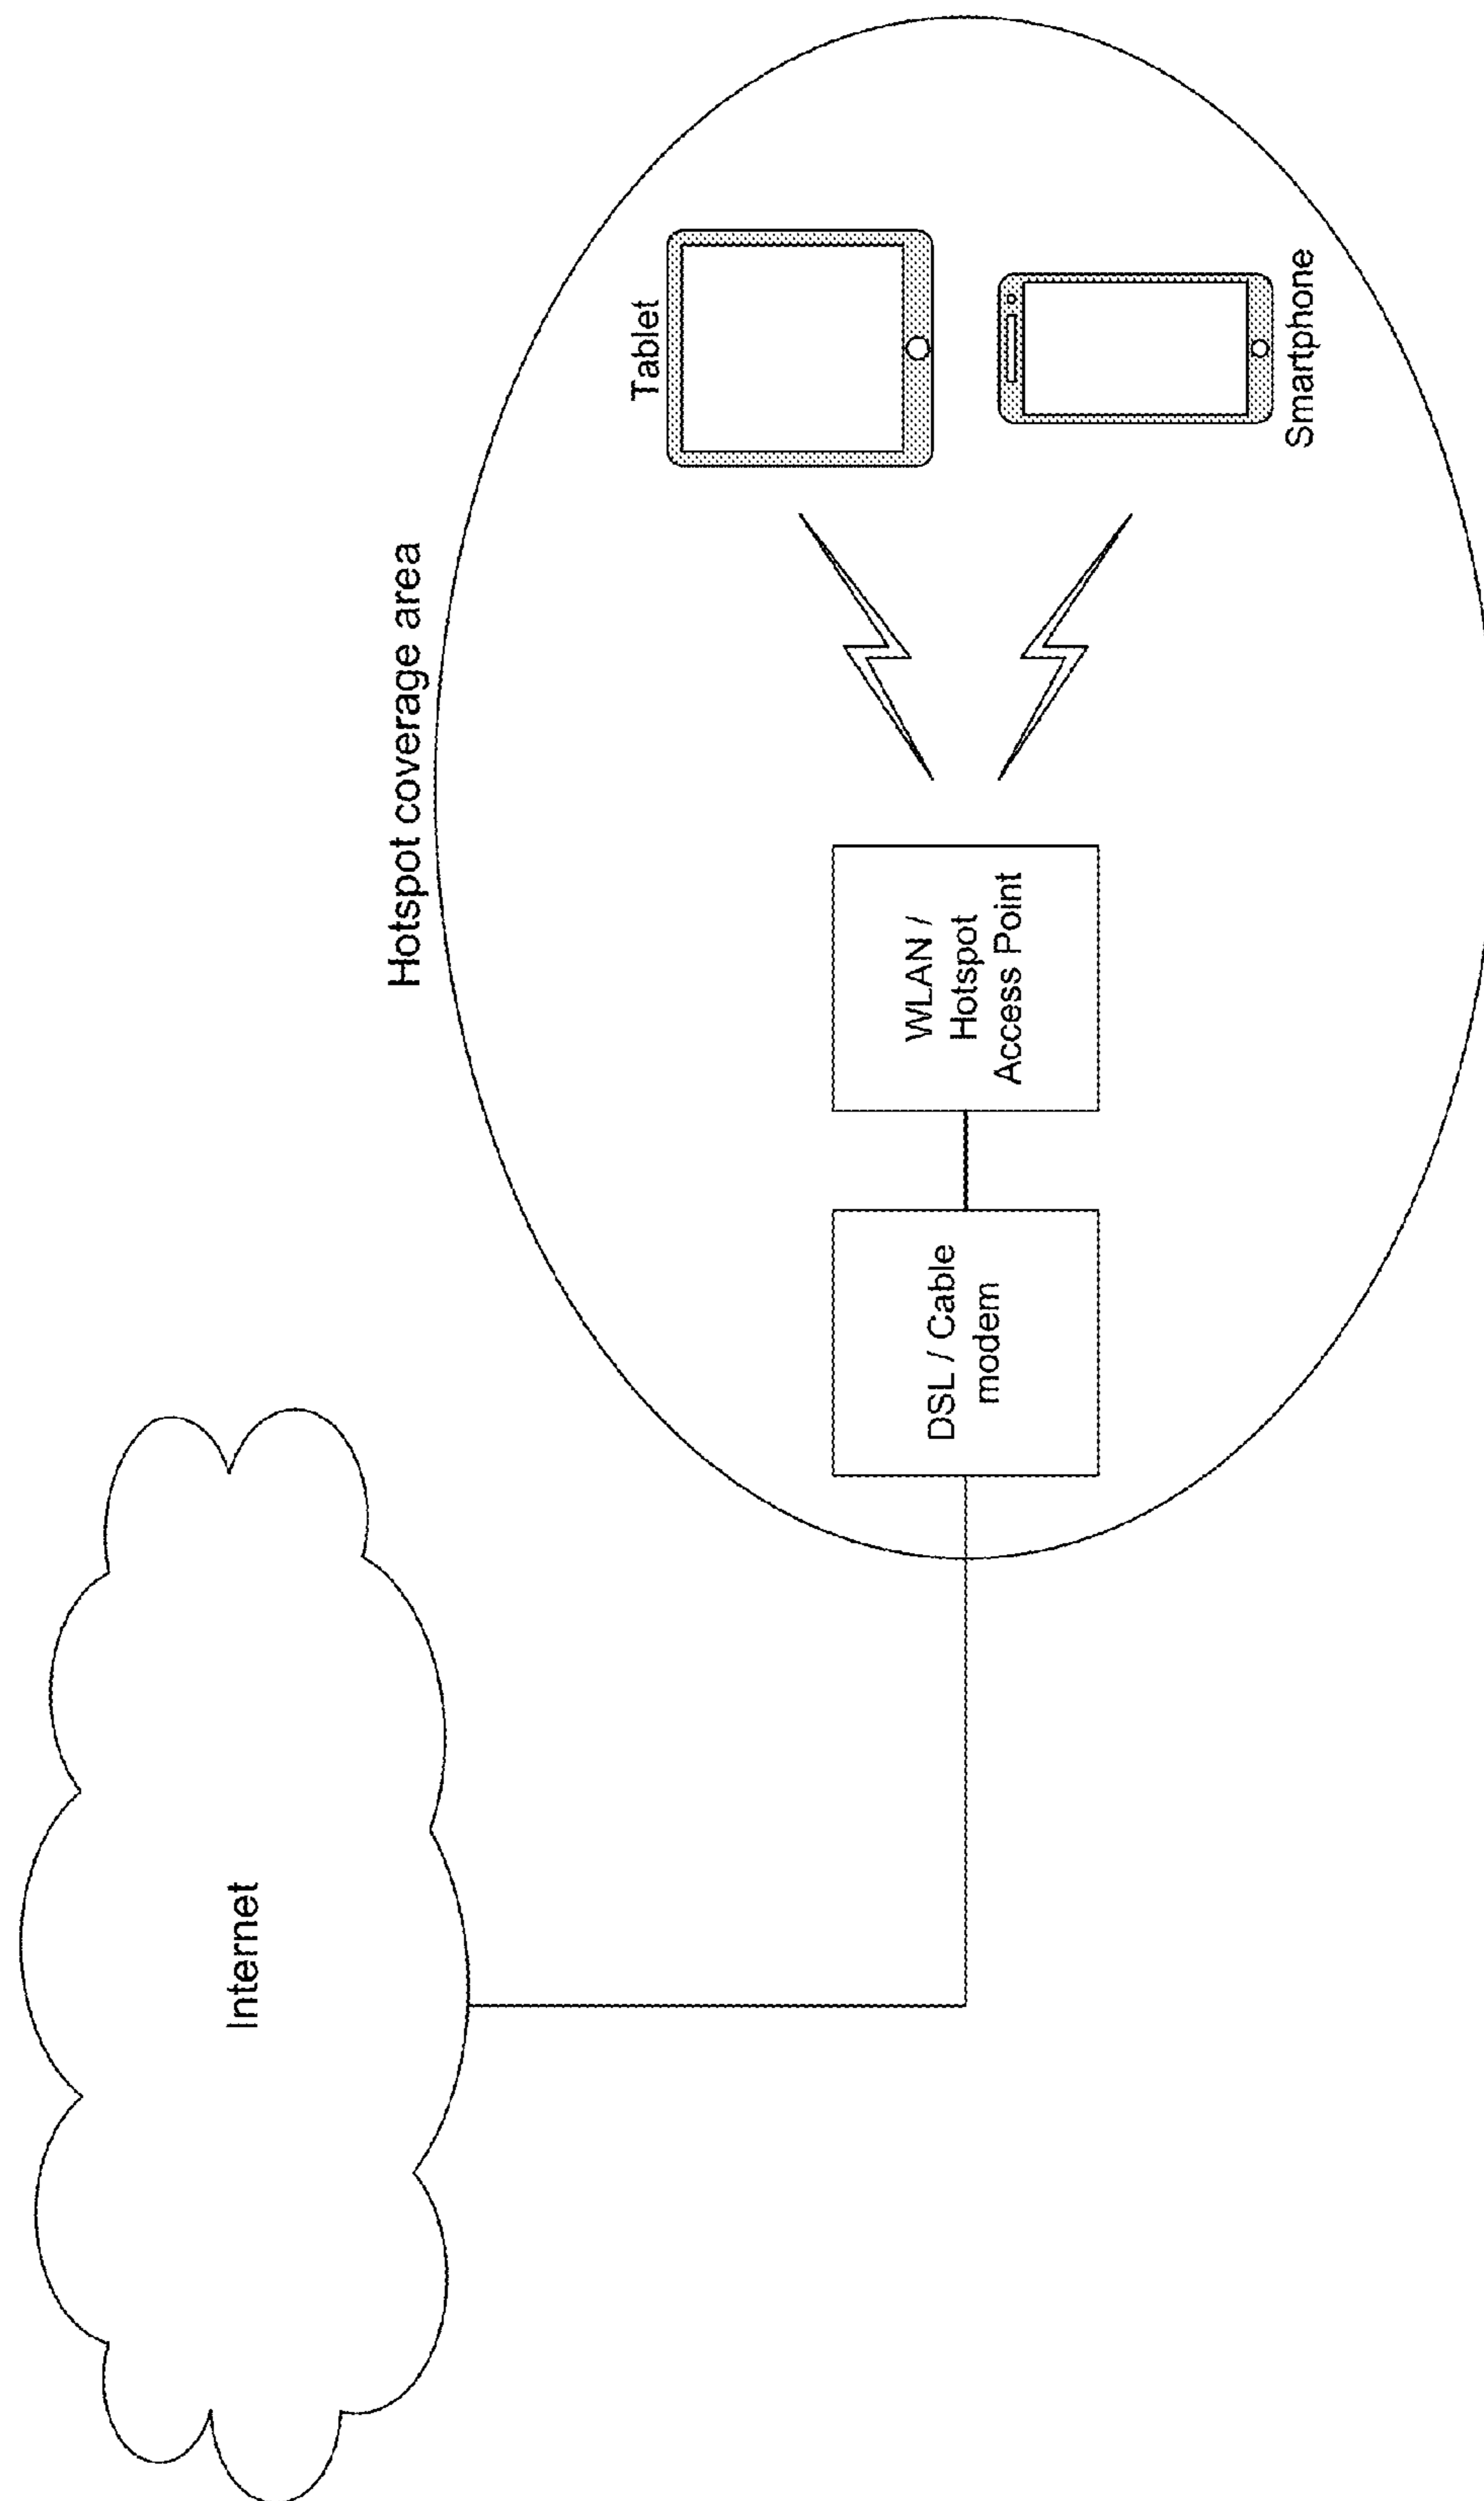 Internet
Hotspot coverage area
DSL / Cable
modem
WLAN /
Hotspot
Access Point
Tablet
Smartphone